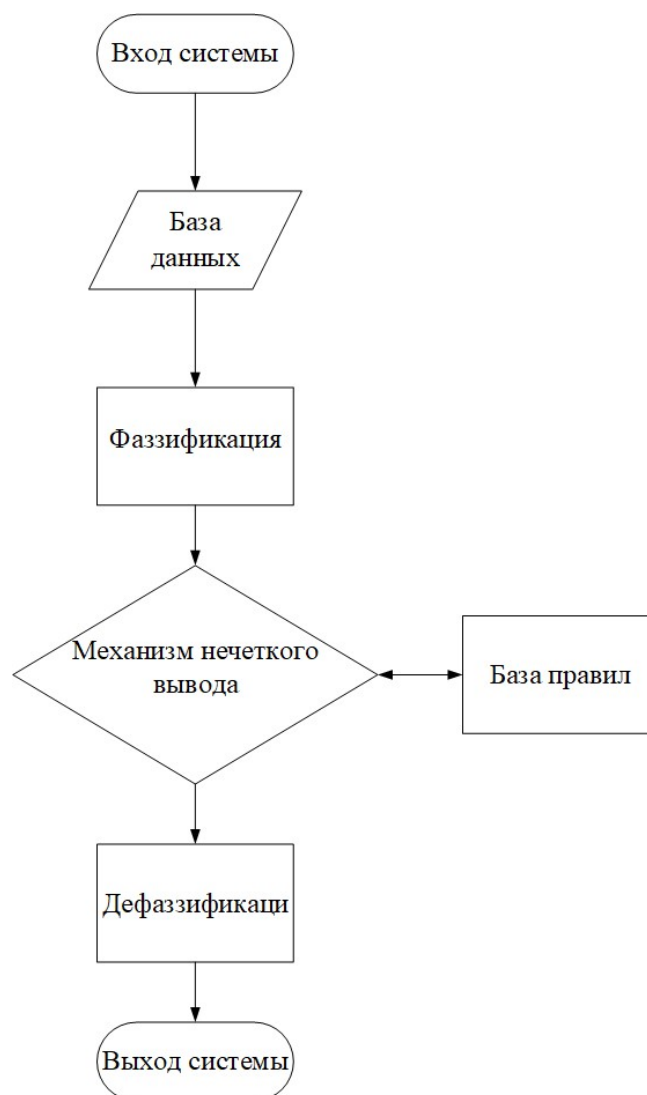 Вход системы
База
данных
Фаззификация
Механизм нечеткого
вывода
База правил
Дефаззификаци
Выход системы